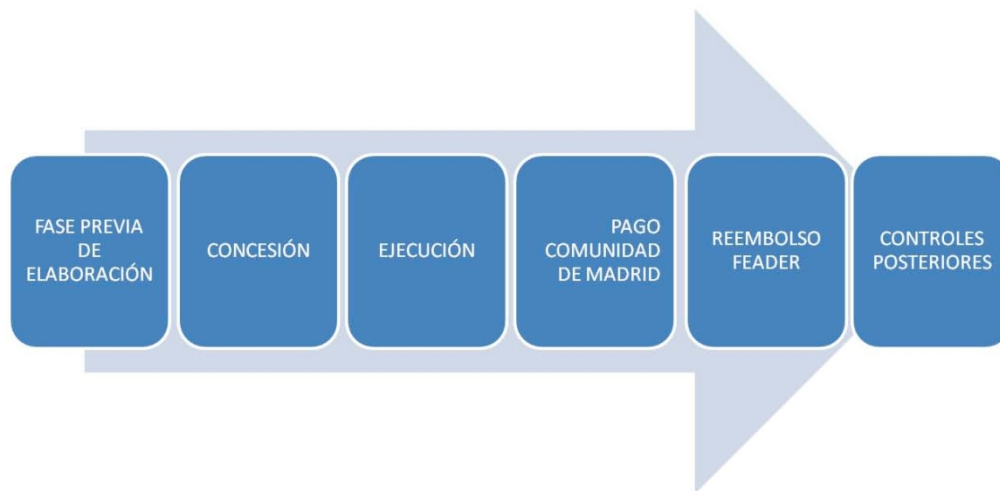 FASE PREVIA
DE
ELABORACIÓN
CONCESIÓN
EJECUCIÓN
PAGO
COMUNIDAD
DE MADRID
REEMBOLSO
FEADER
CONTROLES
POSTERIORES